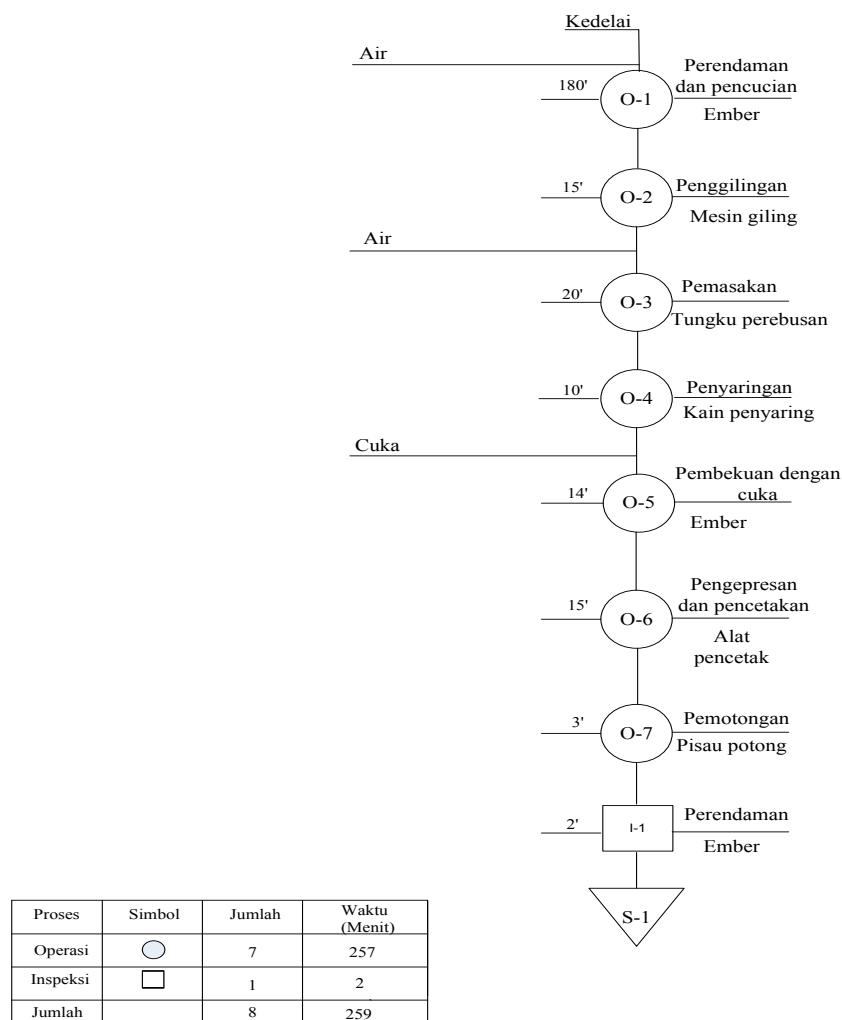 Kedelai
Air
180'
O-1
Perendaman
dan pencucian
Ember
15'
O-2
Penggilingan
Mesin giling
Air
20'
O-3
Pemasakan
Tungku perebusan
10'
O-4
Penyaringan
Kain penyaring
Cuka
14'
O-5
Pembekuan dengan
cuka
Ember
15'
O-6
Pengepresan
dan pencetakan
Alat
pencetak
3'
O-7
Pemotongan
Pisau potong
2'
I-1
Perendaman
Ember
S-1
Proses Simbol Jumlah Waktu
(Menit)
Operasi 7 257
Inspeksi 1 2
Jumlah 8 259